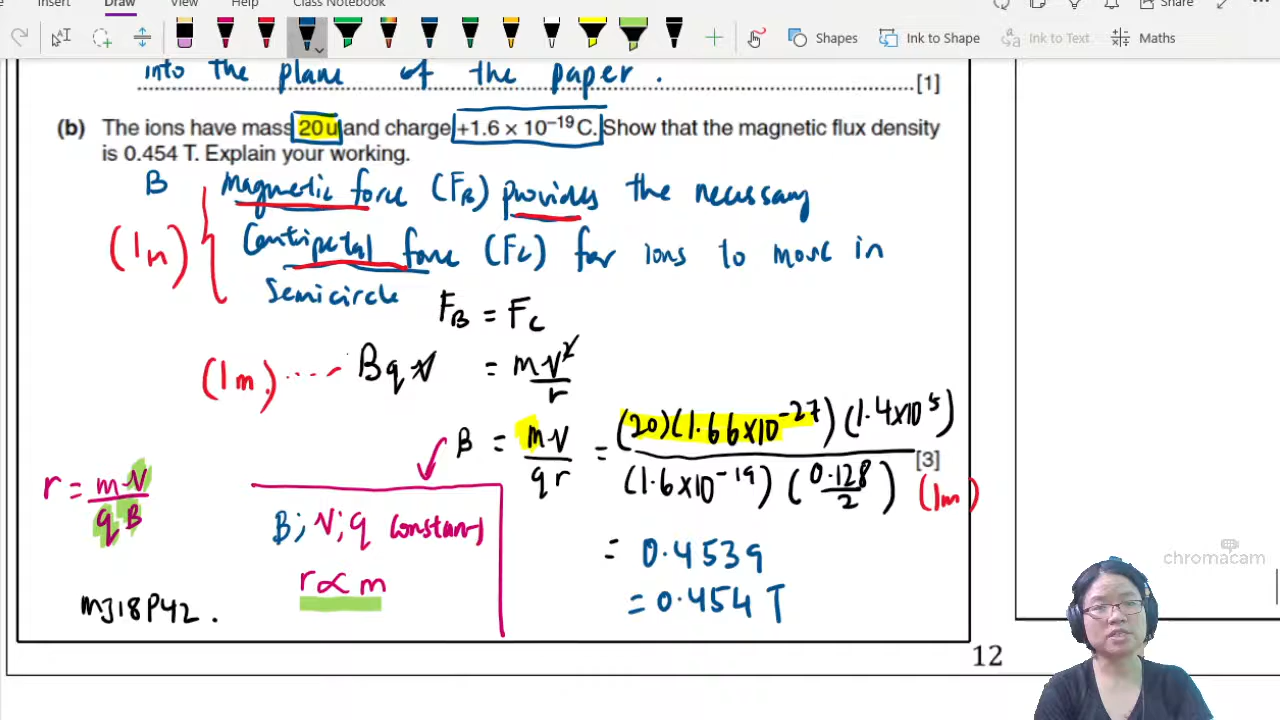 Insert Draw View Class Notebook
Share
Shapes Ink to Shape Ink to Text Maths
into the plane of the paper.
[1]
(b) The ions have mass 20u and charge +1.6 × 10⁻¹⁹ C. Show that the magnetic flux density
is 0.454 T. Explain your working.
B Magnetic force (F_B) provides the necessary
(1m) Centripetal force (Fc) for ions to move in
semicircle
F_B = F_C
(1m) ...... Bqv = mv²/r
B = mv/qr = (20)(1.66×10⁻²⁷)(1.4×10⁵)/(1.6×10⁻¹⁹)(0.128/2)
[3]
(1m)
r = mv/qB
B; v; q constant
r ∝ m
= 0.4539
= 0.454 T
MJ18P42.
12
chromacam